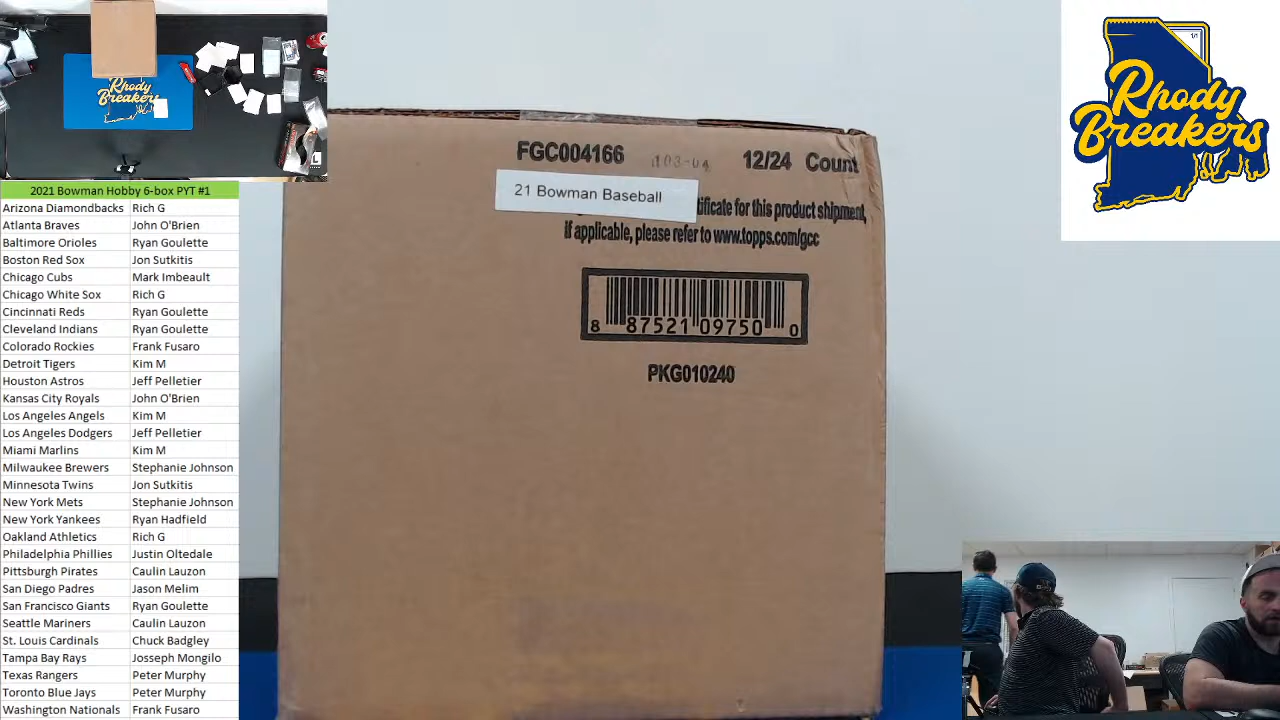 Rhody
Breakers
2021 Bowman Hobby 6-box PYT #1
Arizona Diamondbacks Rich G
Atlanta Braves John O'Brien
Baltimore Orioles Ryan Goulette
Boston Red Sox Jon Sutkitis
Chicago Cubs Mark Imbeault
Chicago White Sox Rich G
Cincinnati Reds Ryan Goulette
Cleveland Indians Ryan Goulette
Colorado Rockies Frank Fusaro
Detroit Tigers Kim M
Houston Astros Jeff Pelletier
Kansas City Royals John O'Brien
Los Angeles Angels Kim M
Los Angeles Dodgers Jeff Pelletier
Miami Marlins Kim M
Milwaukee Brewers Stephanie Johnson
Minnesota Twins Jon Sutkitis
New York Mets Stephanie Johnson
New York Yankees Ryan Hadfield
Oakland Athletics Rich G
Philadelphia Phillies Justin Oltedale
Pittsburgh Pirates Caulin Lauzon
San Diego Padres Jason Melim
San Francisco Giants Ryan Goulette
Seattle Mariners Caulin Lauzon
St. Louis Cardinals Chuck Badgley
Tampa Bay Rays Josseph Mongilo
Texas Rangers Peter Murphy
Toronto Blue Jays Peter Murphy
Washington Nationals Frank Fusaro
FGC004166 103-04 12/24 Count
21 Bowman Baseball
for this product shipment,
if applicable, please refer to www.topps.com/gcc
8 87521 09750 0
PKG010240
1/1
Rhody
Breakers